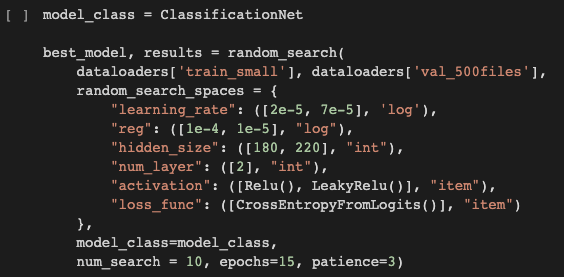 [ ] model_class = ClassificationNet
best_model, results = random_search(
dataloaders['train_small'], dataloaders['val_500files'],
random_search_spaces = {
"learning_rate": ([2e-5, 7e-5], 'log'),
"reg": ([1e-4, 1e-5], "log"),
"hidden_size": ([180, 220], "int"),
"num_layer": ([2], "int"),
"activation": ([Relu(), LeakyRelu()], "item"),
"loss_func": ([CrossEntropyFromLogits()], "item")
},
model_class=model_class,
num_search = 10, epochs=15, patience=3)